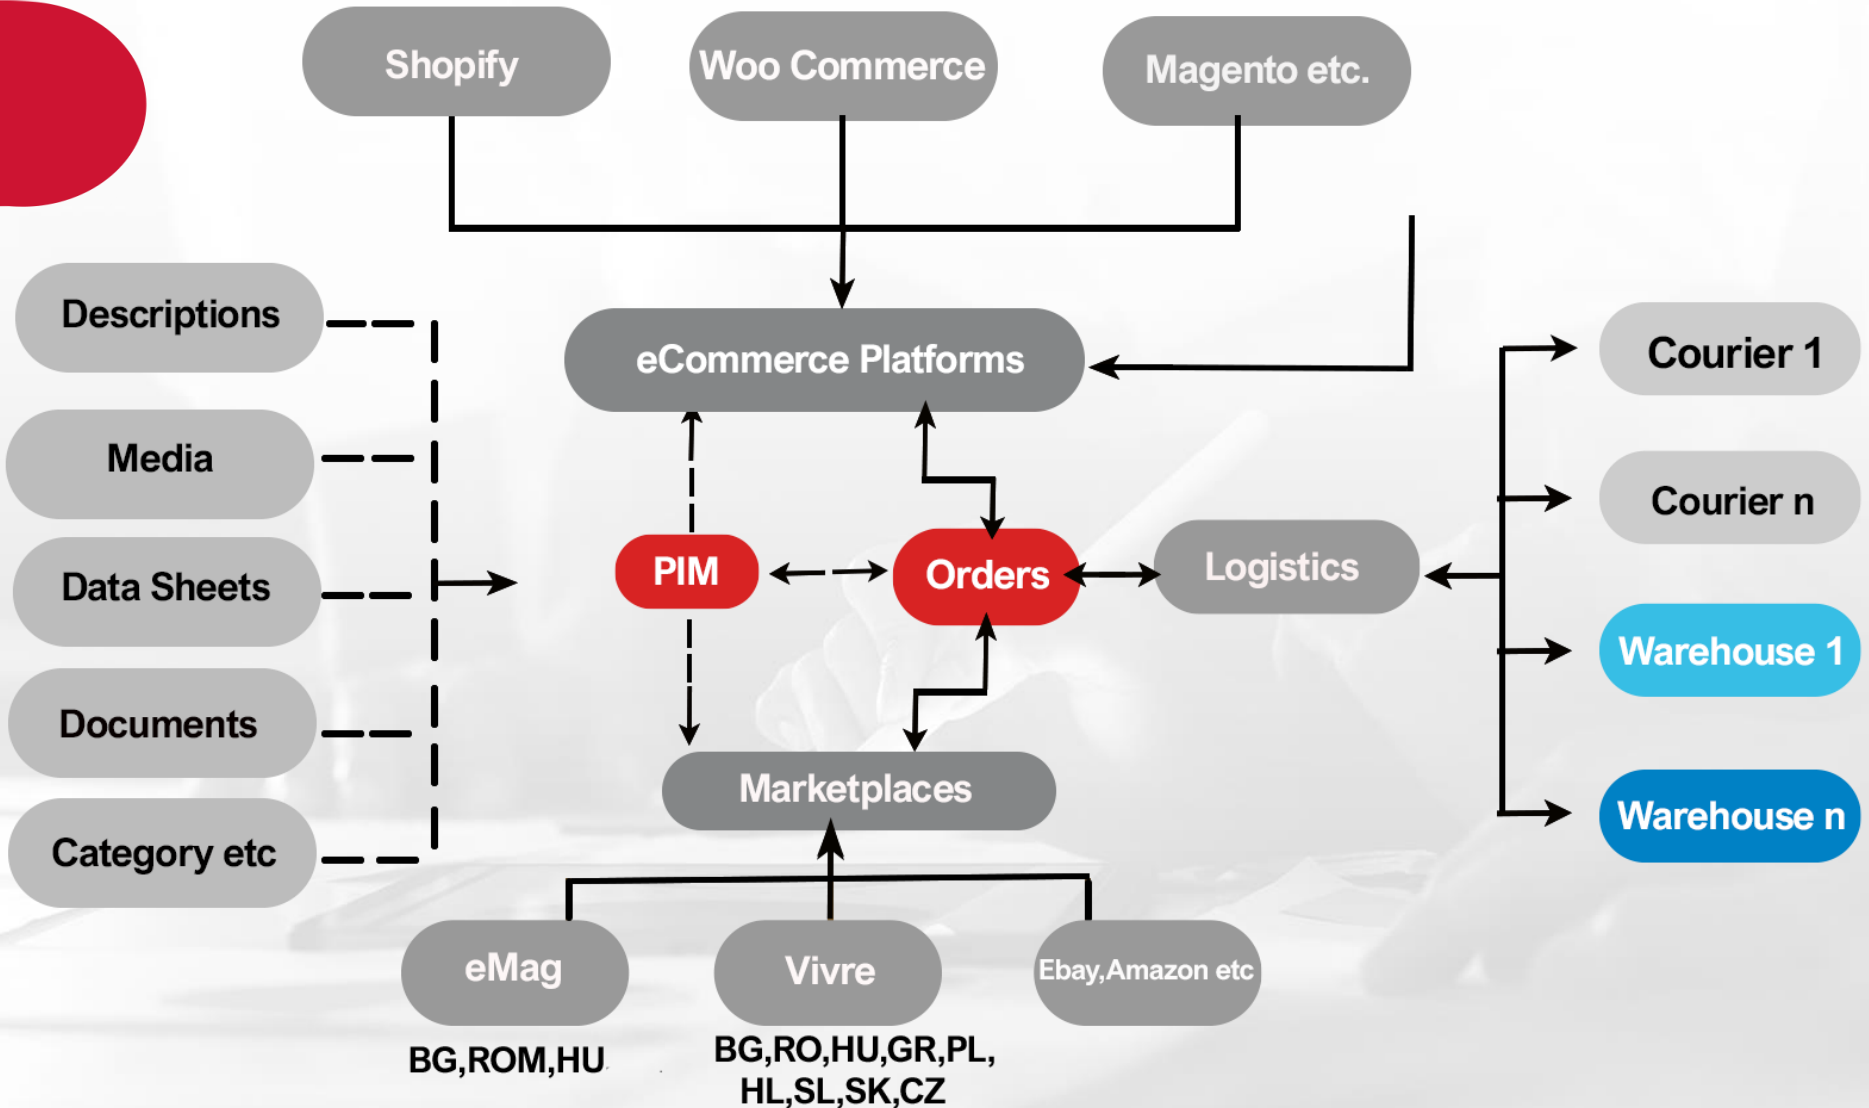 Shopify
Woo Commerce
Magento etc.
Descriptions
eCommerce Platforms
Courier 1
Media
Courier n
PIM
Orders
Logistics
Data Sheets
Warehouse 1
Documents
Marketplaces
Warehouse n
Category etc
eMag
Vivre
Ebay,Amazon etc
BG,ROM,HU
BG,RO,HU,GR,PL,
HL,SL,SK,CZ